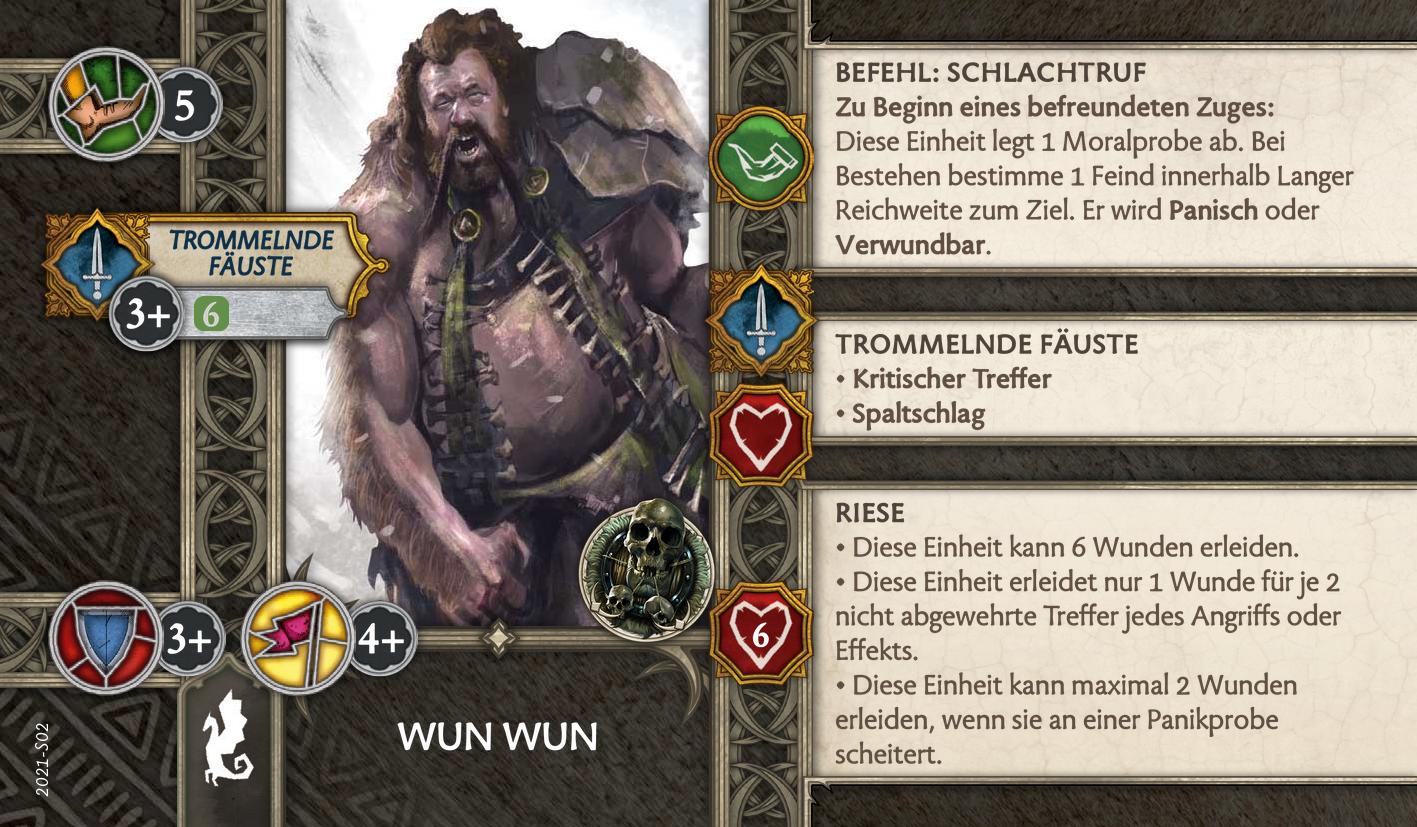 5
TROMMELNDE
FÄUSTE
3+
6
3+
4+
WUN WUN
2021-S02
BEFEHL: SCHLACHTRUF
Zu Beginn eines befreundeten Zuges:
Diese Einheit legt 1 Moralprobe ab. Bei
Bestehen bestimme 1 Feind innerhalb Langer
Reichweite zum Ziel. Er wird Panisch oder
Verwundbar.
TROMMELNDE FÄUSTE
• Kritischer Treffer
• Spaltschlag
RIESE
• Diese Einheit kann 6 Wunden erleiden.
• Diese Einheit erleidet nur 1 Wunde für je 2
nicht abgewehrte Treffer jedes Angriffs oder
Effekts.
6
• Diese Einheit kann maximal 2 Wunden
erleiden, wenn sie an einer Panikprobe
scheitert.